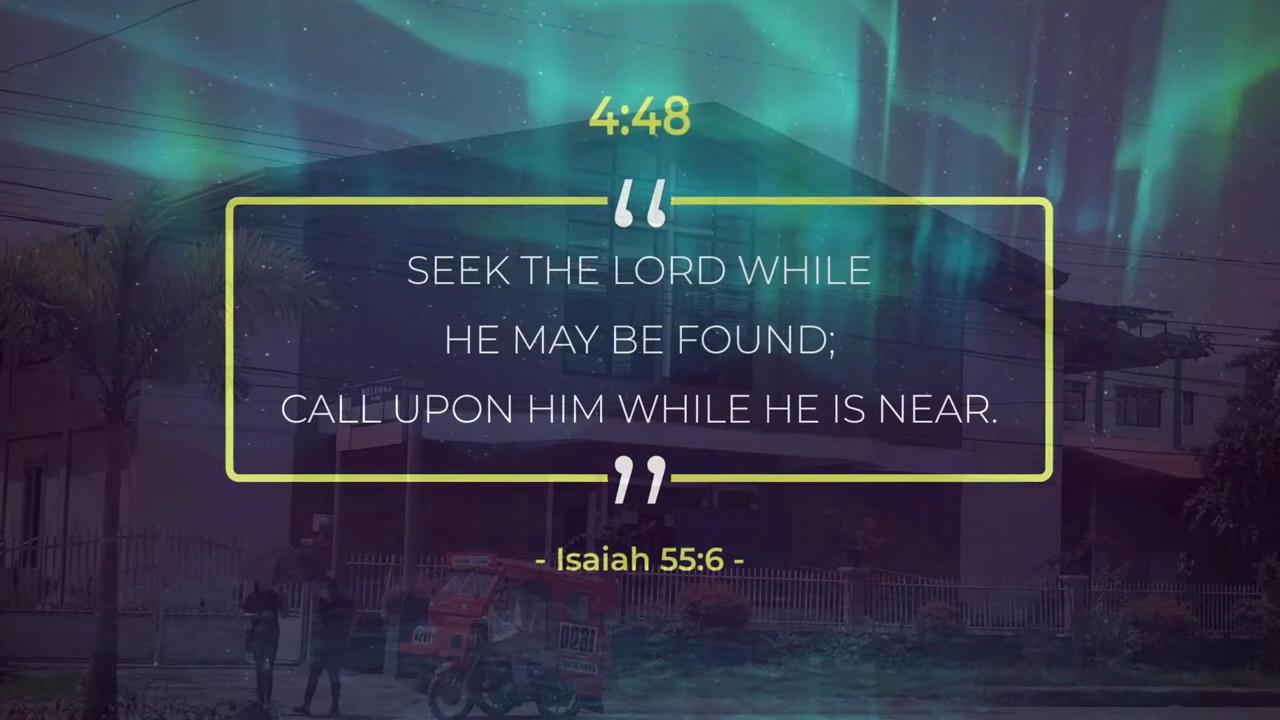 4:48
“
SEEK THE LORD WHILE
HE MAY BE FOUND;
CALL UPON HIM WHILE HE IS NEAR.
”
- Isaiah 55:6 -